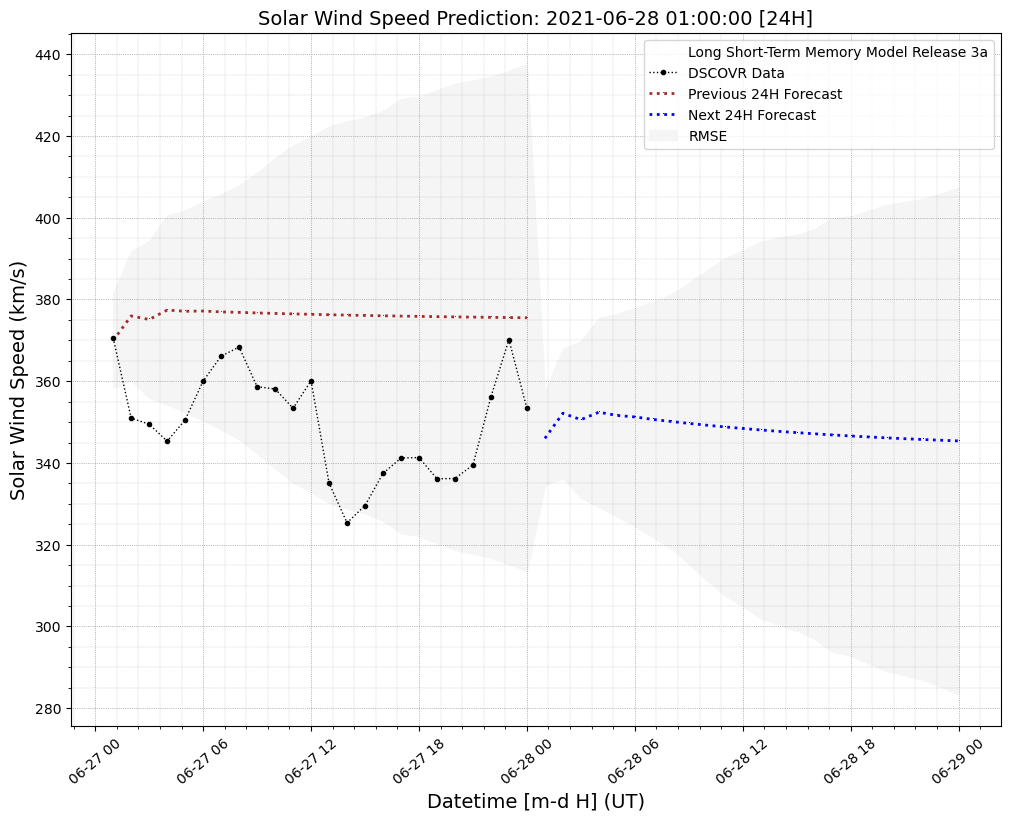 Solar Wind Speed Prediction: 2021-06-28 01:00:00 [24H]
Long Short-Term Memory Model Release 3a
DSCOVR Data
Previous 24H Forecast
Next 24H Forecast
RMSE
Solar Wind Speed (km/s)
440
420
400
380
360
340
320
300
280
06-27 00
06-27 06
06-27 12
06-27 18
06-28 00
06-28 06
06-28 12
06-28 18
06-29 00
Datetime [m-d H] (UT)